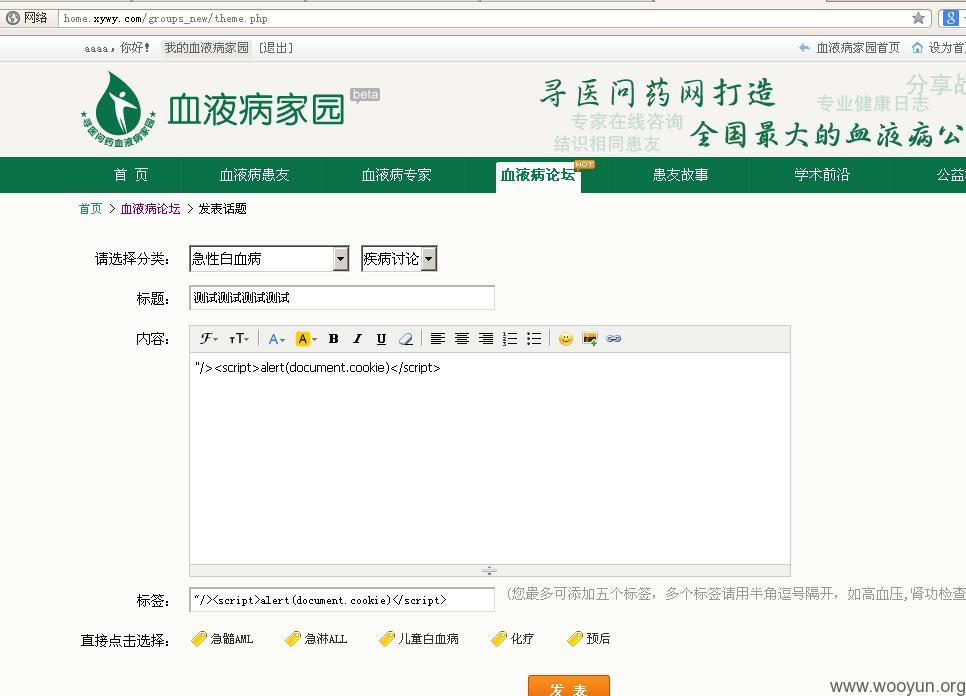 网络 home.xywy.com/groups_new/theme.php
aaaa，你好！ 我的血液病家园 [退出] 血液病家园首页 设为首
寻医问药血液病家园
血液病家园 beta
寻医问药网打造 分享战
专业健康日志
专家在线咨询
全国最大的血液病公
结识相同患友
首 页 血液病患友 血液病专家 血液病论坛 HOT 患友故事 学术前沿 公益
首页 > 血液病论坛 > 发表话题
请选择分类： 急性白血病 疾病讨论
标题： 测试测试测试测试
内容： F TT A A B I U
"/><script>alert(document.cookie)</script>
标签： "/><script>alert(document.cookie)</script> (您最多可添加五个标签，多个标签请用半角逗号隔开，如高血压,肾功检查
直接点击选择： 急髓AML 急淋ALL 儿童白血病 化疗 预后
发 表
www.wooyun.org